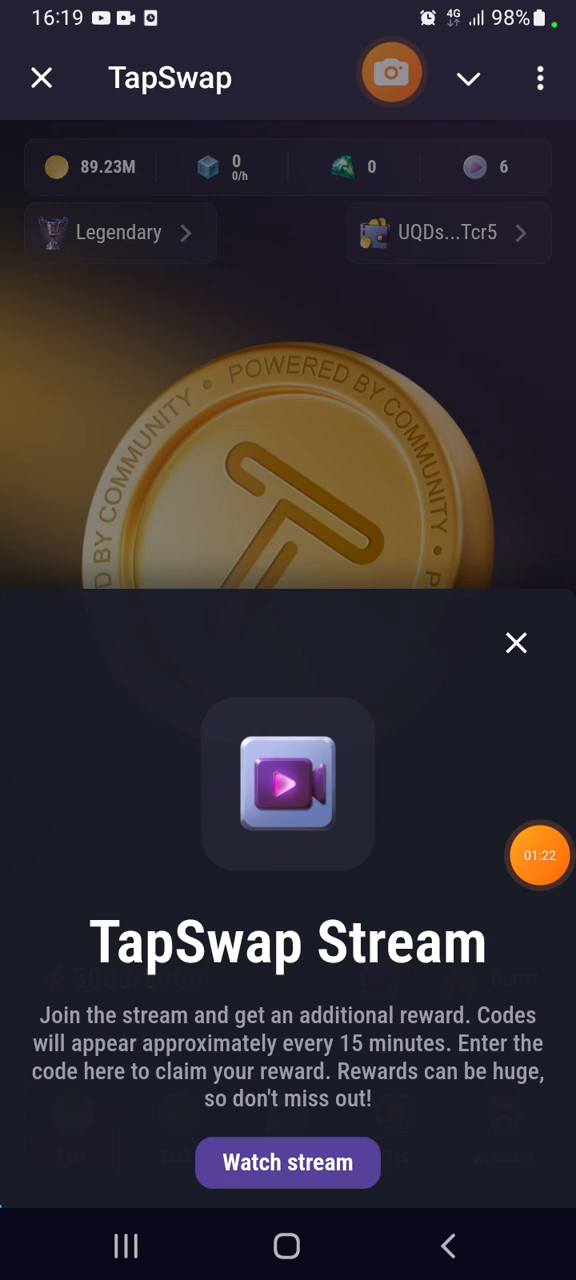 16:19
4G
98%
TapSwap
89.23M
0
0/h
0
6
Legendary
UQDs...Tcr5
POWERED BY COMMUNITY • P
D BY COMMUNITY •
01:22
TapSwap Stream
Join the stream and get an additional reward. Codes
will appear approximately every 15 minutes. Enter the
code here to claim your reward. Rewards can be huge,
so don't miss out!
Watch stream